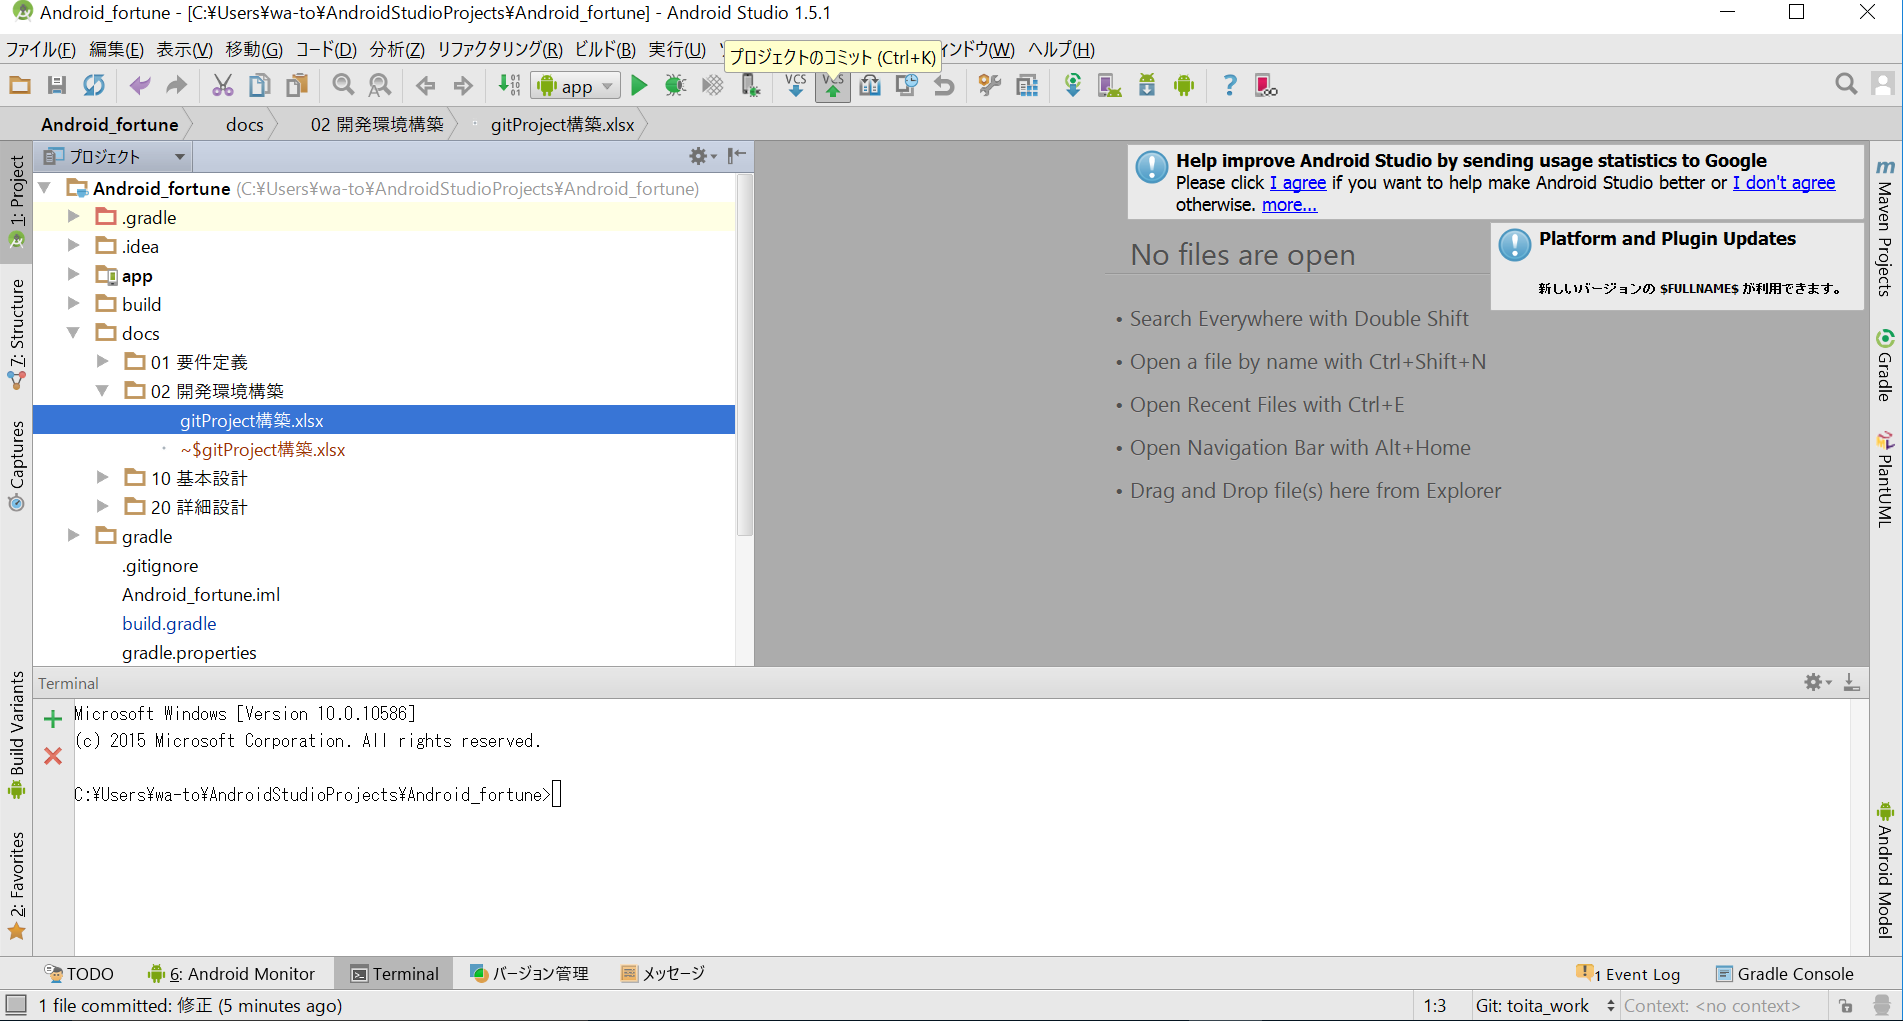 Android_fortune - [C:¥Users¥wa-to¥AndroidStudioProjects¥Android_fortune] - Android Studio 1.5.1
ファイル(F) 編集(E) 表示(V) 移動(G) コード(D) 分析(Z) リファクタリング(R) ビルド(B) 実行(U) ィンドウ(W) ヘルプ(H)
プロジェクトのコミット (Ctrl+K)
app VCS VCS
Android_fortune docs 02 開発環境構築 gitProject構築.xlsx
プロジェクト
Android_fortune (C:¥Users¥wa-to¥AndroidStudioProjects¥Android_fortune)
.gradle
.idea
app
build
docs
01 要件定義
02 開発環境構築
gitProject構築.xlsx
~$gitProject構築.xlsx
10 基本設計
20 詳細設計
gradle
.gitignore
Android_fortune.iml
build.gradle
gradle.properties
1: Project
7: Structure
Captures
Build Variants
2: Favorites
Help improve Android Studio by sending usage statistics to Google
Please click I agree if you want to help make Android Studio better or I don't agree
otherwise. more...
Platform and Plugin Updates
新しいバージョンの $FULLNAME$ が利用できます。
No files are open
• Search Everywhere with Double Shift
• Open a file by name with Ctrl+Shift+N
• Open Recent Files with Ctrl+E
• Open Navigation Bar with Alt+Home
• Drag and Drop file(s) here from Explorer
m Maven Projects
Gradle
PlantUML
Android Model
Terminal
Microsoft Windows [Version 10.0.10586]
(c) 2015 Microsoft Corporation. All rights reserved.
C:¥Users¥wa-to¥AndroidStudioProjects¥Android_fortune>
TODO 6: Android Monitor Terminal バージョン管理 メッセージ 1 Event Log Gradle Console
1 file committed: 修正 (5 minutes ago) 1:3 Git: toita_work Context: <no context>